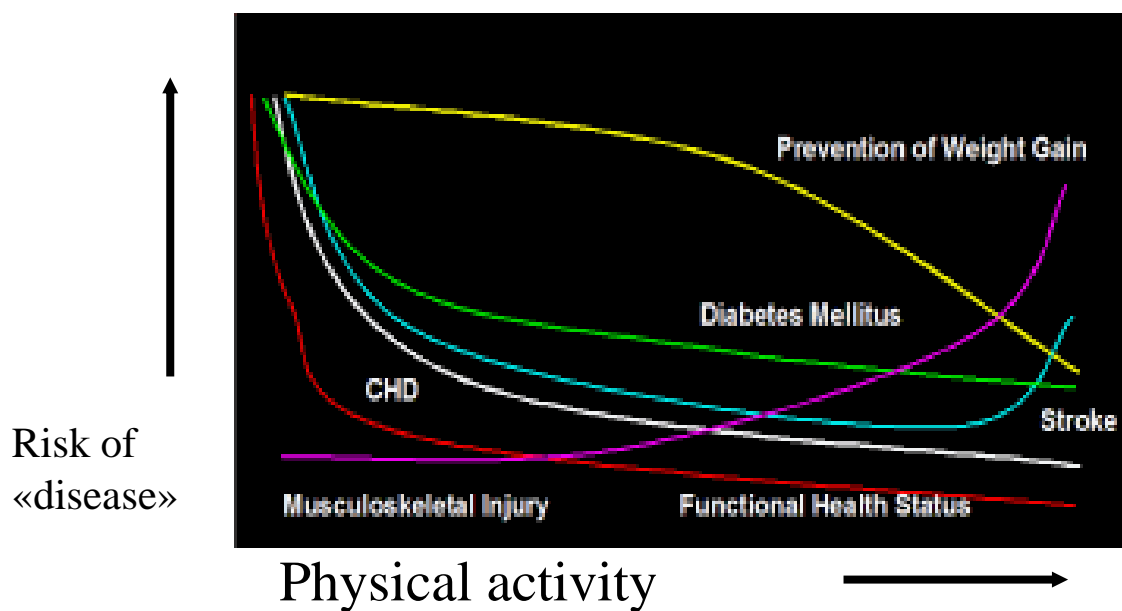 Prevention of Weight Gain
Diabetes Mellitus
CHD
Stroke
Risk of
«disease»
Musculoskeletal Injury
Functional Health Status
Physical activity